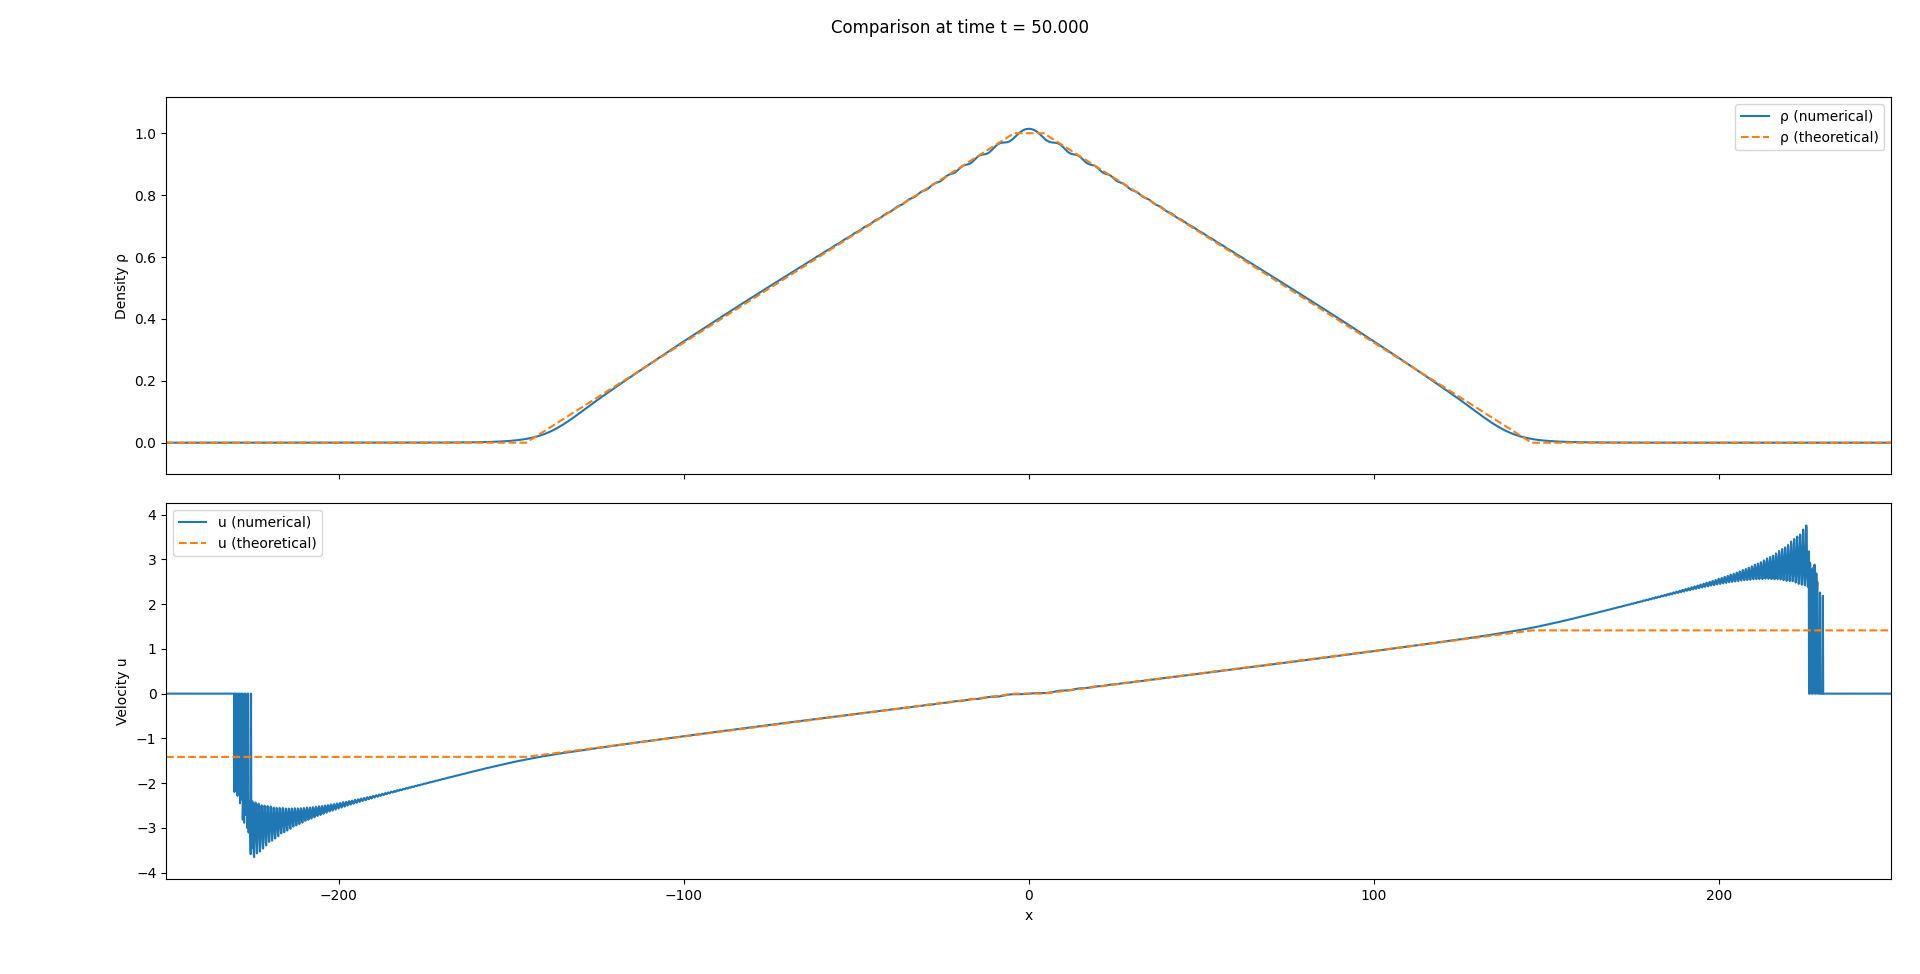 Comparison at time t = 50.000
ρ (numerical)
ρ (theoretical)
1.0
0.8
0.6
0.4
0.2
0.0
Density ρ
u (numerical)
u (theoretical)
4
3
2
1
0
−1
−2
−3
−4
Velocity u
−200
−100
0
100
200
x